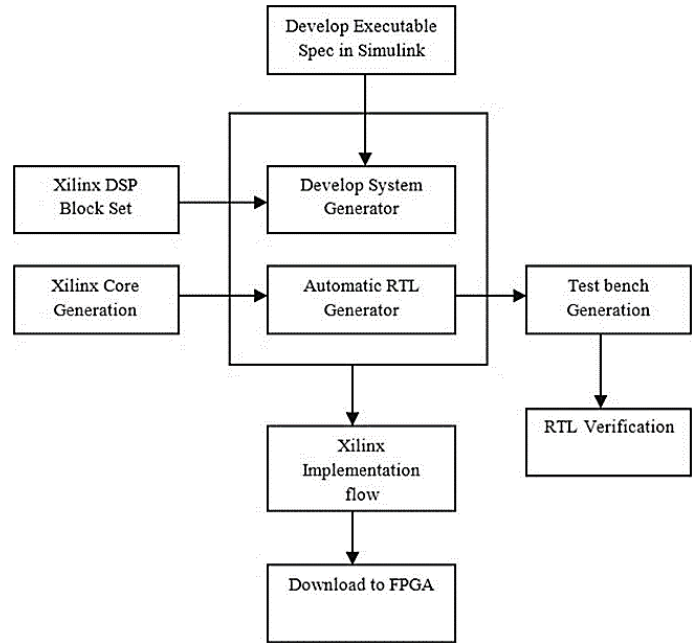 Develop Executable
Spec in Simulink
Xilinx DSP
Block Set
Develop System
Generator
Xilinx Core
Generation
Automatic RTL
Generator
Test bench
Generation
Xilinx
Implementation
flow
RTL Verification
Download to FPGA